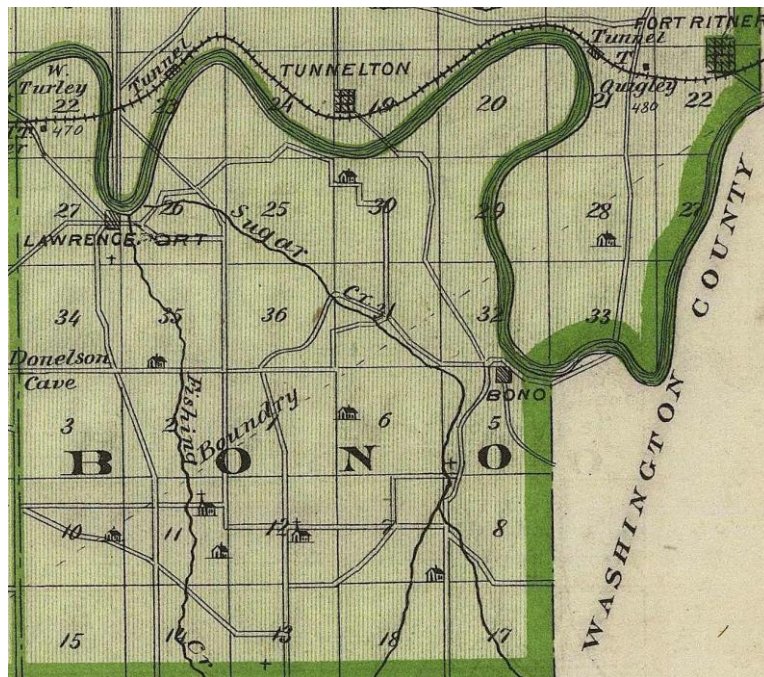 FORT RITNER
Tunnel
T.
Quigley
480
W.
Turley
Tunnel
TUNNELTON
22
23
24
19
20
21
22
470
27
26
25
30
29
28
27
Sugar
Cr.
LAWRENCEPORT
34
35
36
31
32
33
Donelson
Cave
BONO
3
2
1
6
5
Fishing
Cr
Boundry
BONO
10
11
12
7
8
15
14
13
18
17
WASHINGTON COUNTY